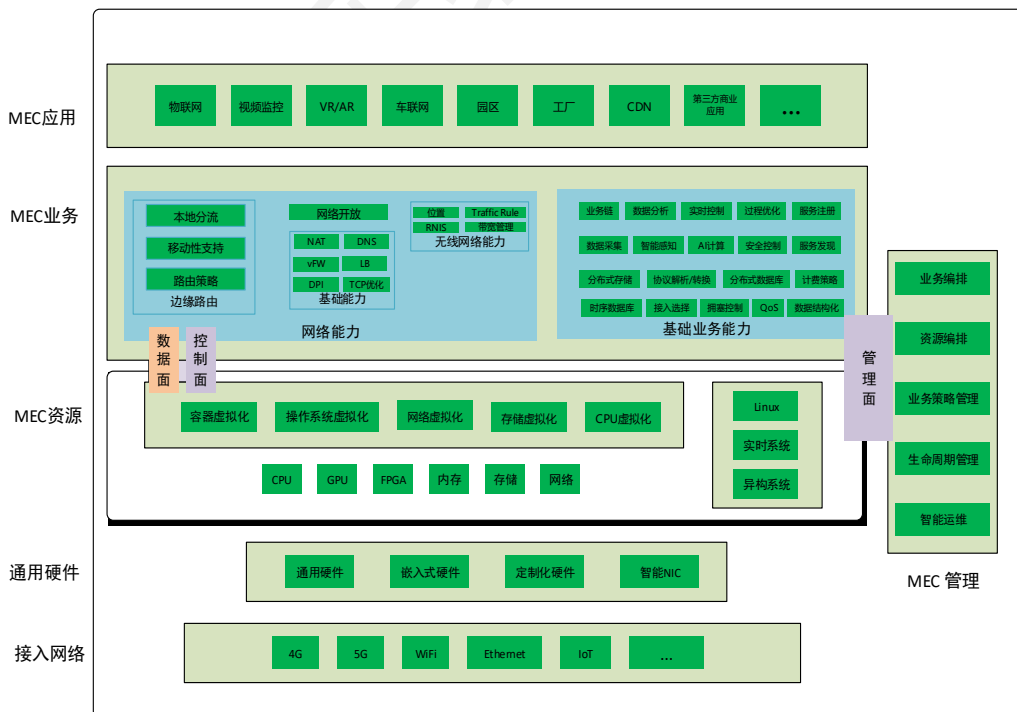 MEC应用
物联网
视频监控
VR/AR
车联网
园区
工厂
CDN
第三方商业
应用
...
MEC业务
本地分流
移动性支持
路由策略
边缘路由
网络开放
NAT
DNS
vFW
LB
DPI
TCP优化
基础能力
位置
Traffic Rule
RNIS
带宽管理
无线网络能力
网络能力
业务链
数据分析
实时控制
过程优化
服务注册
数据采集
智能感知
AI计算
安全控制
服务发现
分布式存储
协议解析/转换
分布式数据库
计费策略
时序数据库
接入选择
拥塞控制
QoS
数据结构化
基础业务能力
数
据
面
控
制
面
管
理
面
MEC资源
容器虚拟化
操作系统虚拟化
网络虚拟化
存储虚拟化
CPU虚拟化
CPU
GPU
FPGA
内存
存储
网络
Linux
实时系统
异构系统
业务编排
资源编排
业务策略管理
生命周期管理
智能运维
MEC 管理
通用硬件
通用硬件
嵌入式硬件
定制化硬件
智能NIC
接入网络
4G
5G
WiFi
Ethernet
IoT
...